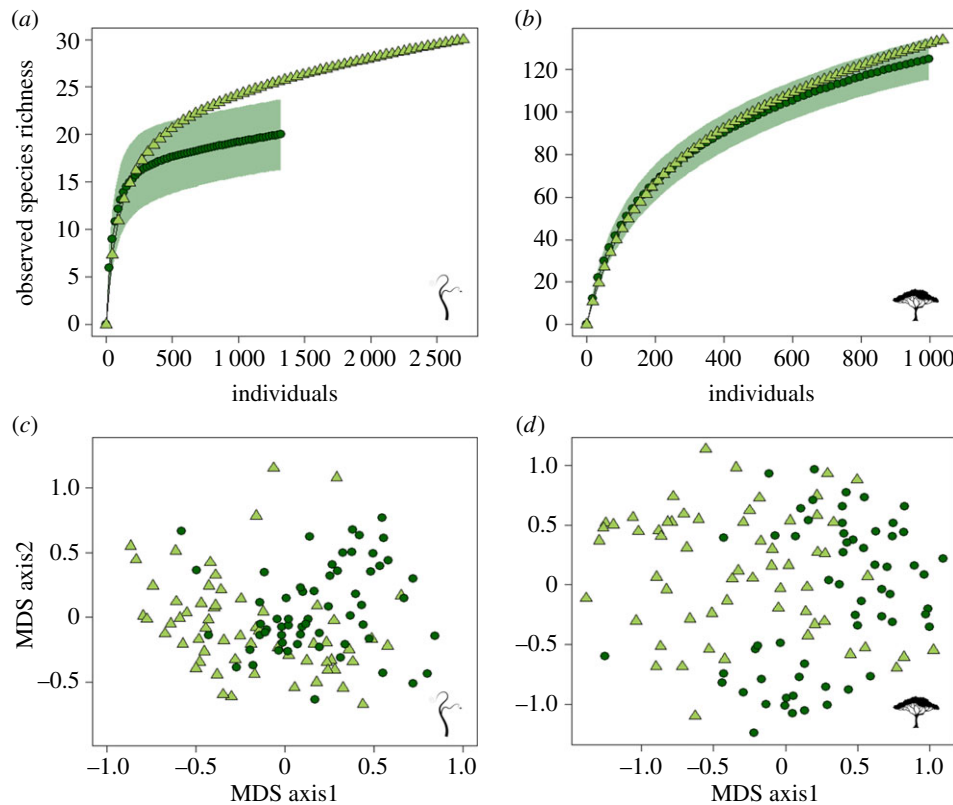 (a)
(b)
30
25
20
15
10
5
0
observed species richness
0 500 1 000 1 500 2 000 2 500
individuals
120
100
80
60
40
20
0
0 200 400 600 800 1 000
individuals
(c)
(d)
1.0
0.5
0
−0.5
MDS axis2
−1.0 −0.5 0 0.5 1.0
MDS axis1
1.0
0.5
0
−0.5
−1.0
−1.0 −0.5 0 0.5 1.0
MDS axis1